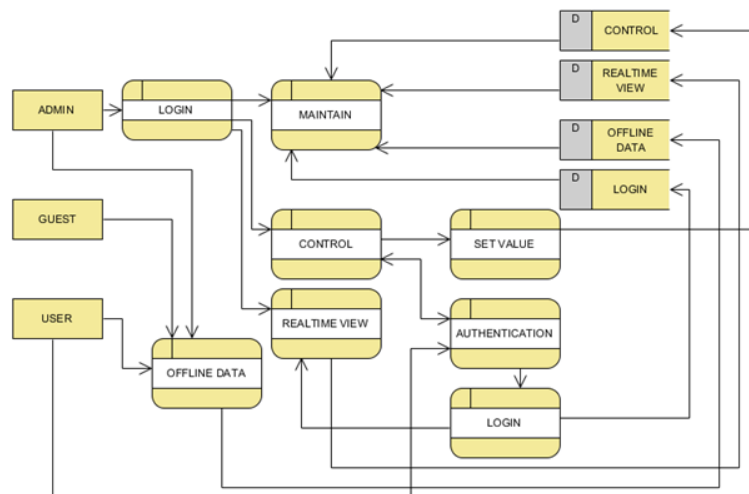 D
CONTROL
D
REALTIME
VIEW
ADMIN
LOGIN
MAINTAIN
D
OFFLINE
DATA
D
LOGIN
GUEST
CONTROL
SET VALUE
USER
REALTIME VIEW
AUTHENTICATION
OFFLINE DATA
LOGIN